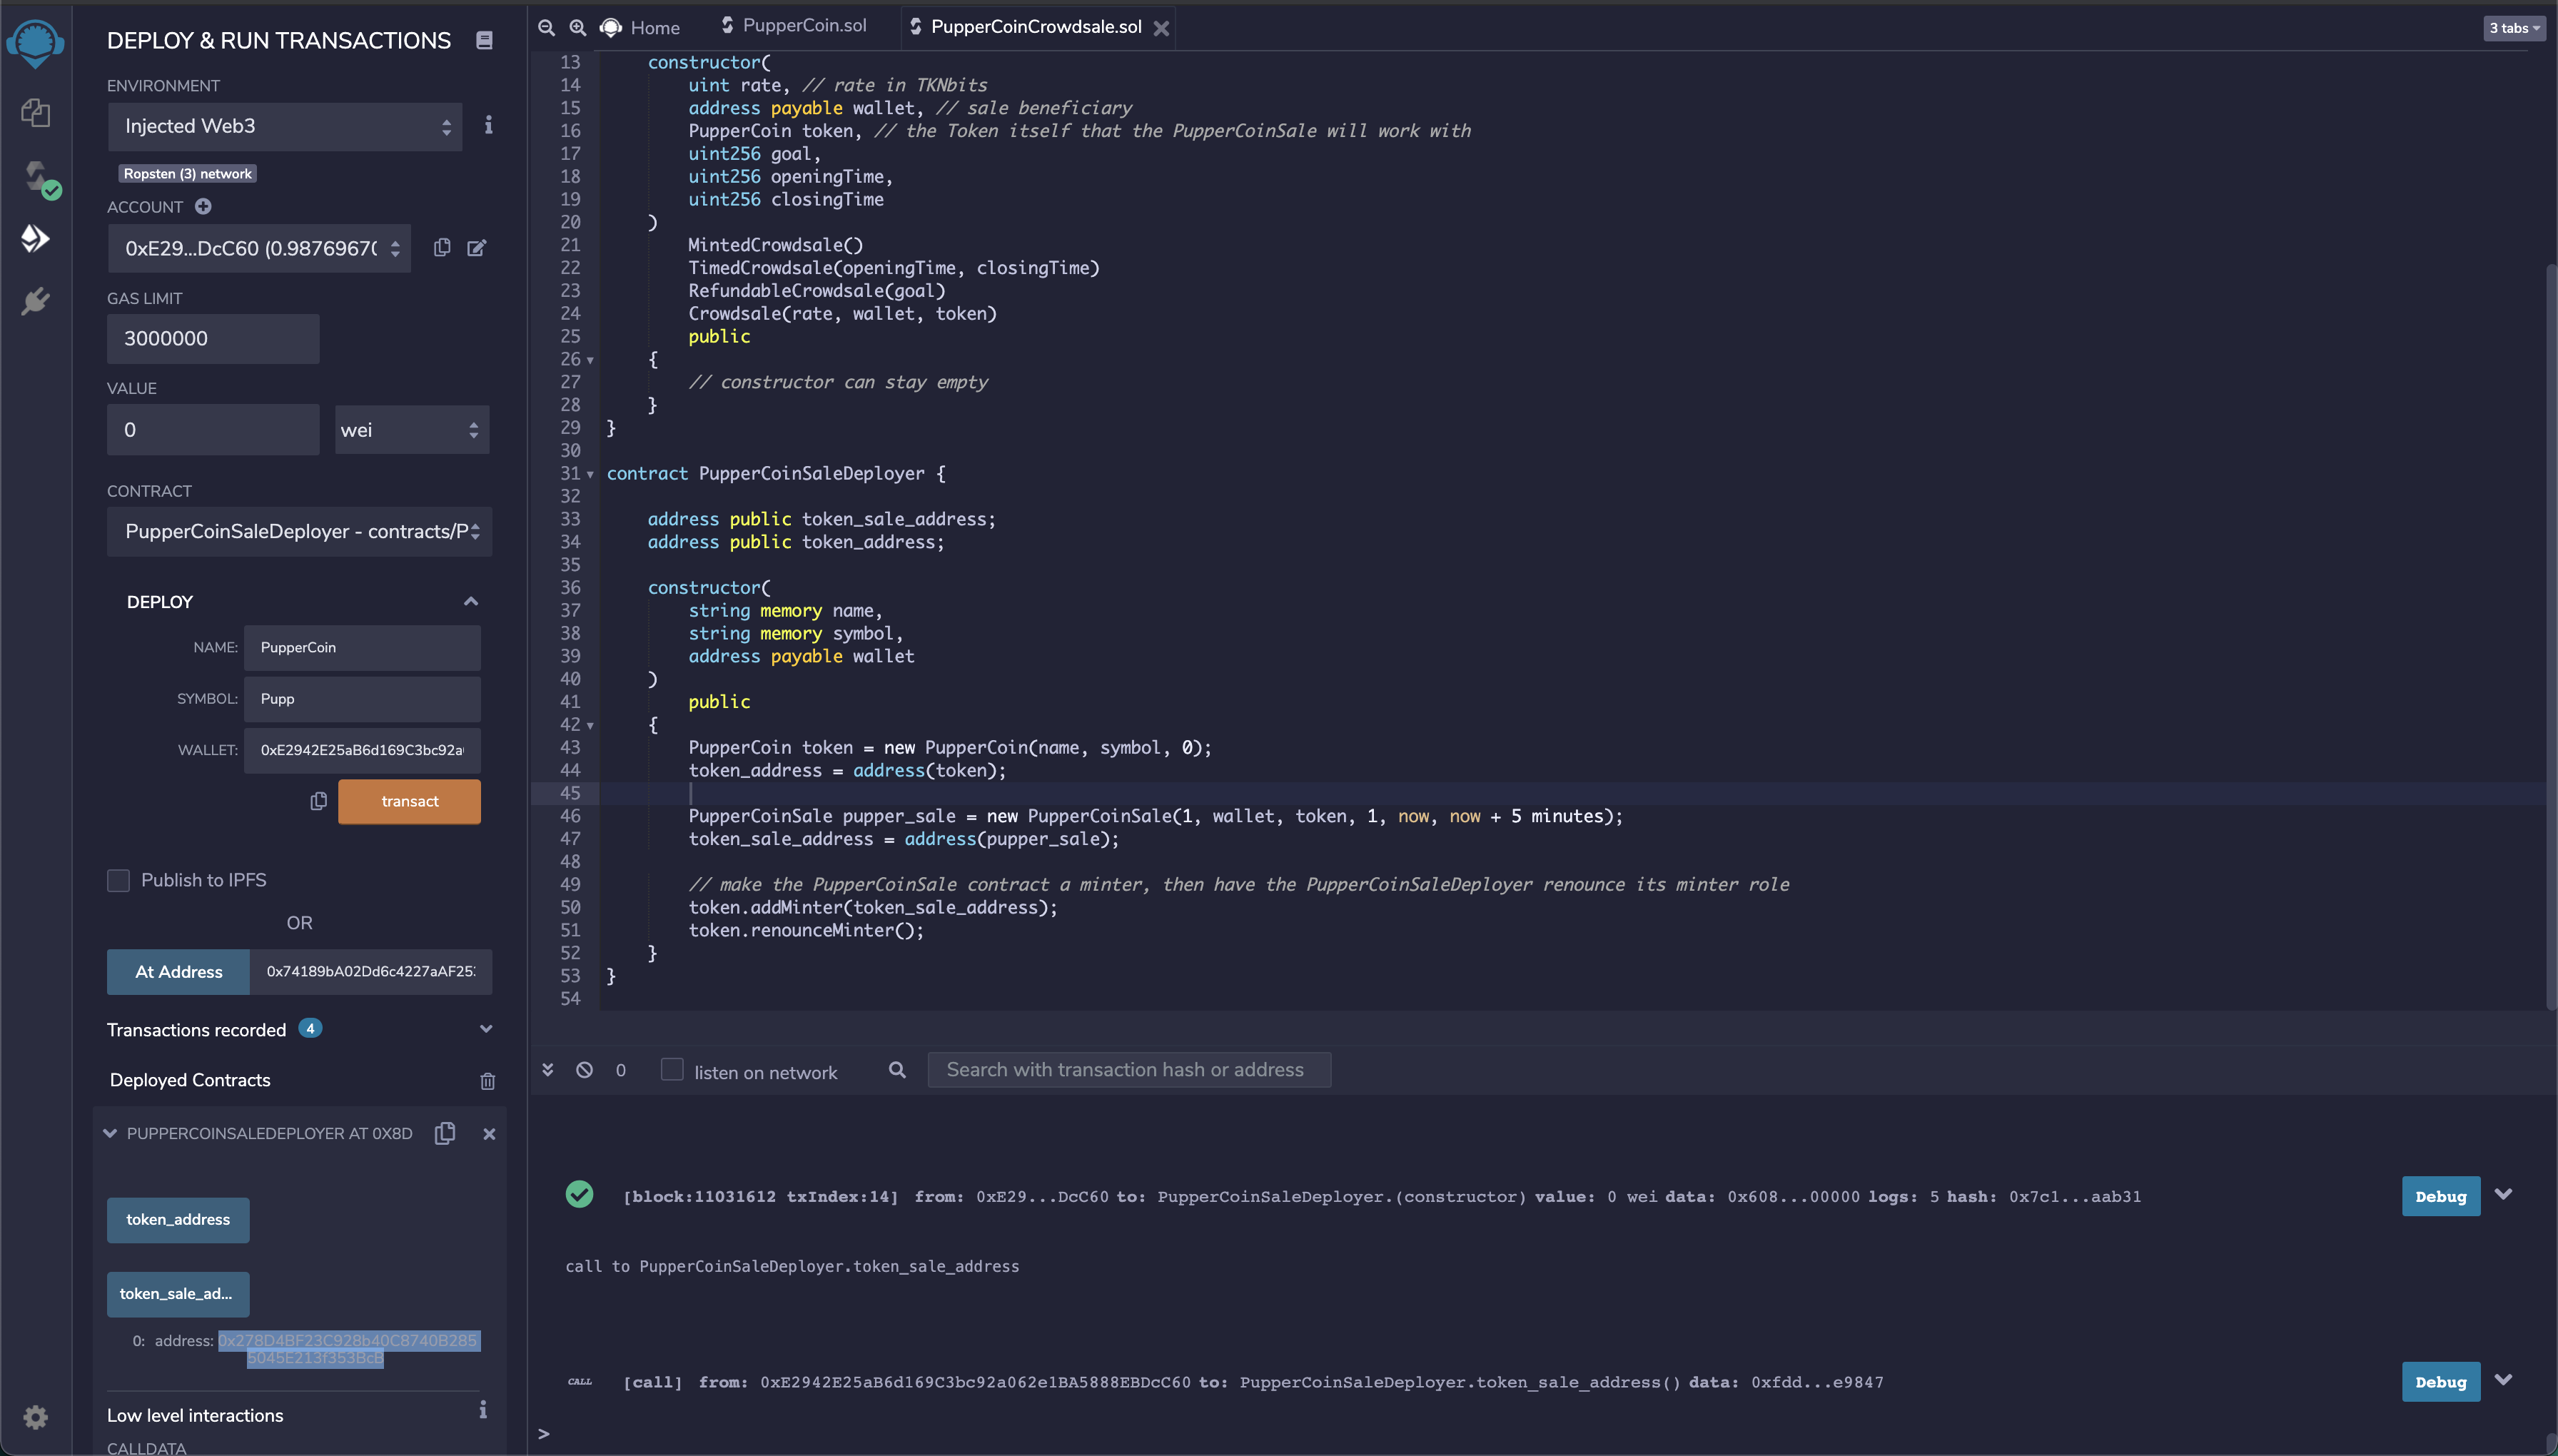 DEPLOY & RUN TRANSACTIONS
ENVIRONMENT
Injected Web3
Ropsten (3) network
ACCOUNT
0xE29...DcC60 (0.98769670
GAS LIMIT
3000000
VALUE
0
wei
CONTRACT
PupperCoinSaleDeployer - contracts/P
DEPLOY
NAME: PupperCoin
SYMBOL: Pupp
WALLET: 0xE2942E25aB6d169C3bc92a
transact
Publish to IPFS
OR
At Address 0x74189bA02Dd6c4227aAF25
Transactions recorded 4
Deployed Contracts
PUPPERCOINSALEDEPLOYER AT 0X8D
token_address
token_sale_ad...
0: address: 0x278D4BF23C928b40C8740B285
5045E213f353BcB
Low level interactions
CALLDATA
Home
PupperCoin.sol
PupperCoinCrowdsale.sol
3 tabs
13 constructor(
14 uint rate, // rate in TKNbits
15 address payable wallet, // sale beneficiary
16 PupperCoin token, // the Token itself that the PupperCoinSale will work with
17 uint256 goal,
18 uint256 openingTime,
19 uint256 closingTime
20 )
21 MintedCrowdsale()
22 TimedCrowdsale(openingTime, closingTime)
23 RefundableCrowdsale(goal)
24 Crowdsale(rate, wallet, token)
25 public
26 {
27 // constructor can stay empty
28 }
29 }
30
31 contract PupperCoinSaleDeployer {
32
33 address public token_sale_address;
34 address public token_address;
35
36 constructor(
37 string memory name,
38 string memory symbol,
39 address payable wallet
40 )
41 public
42 {
43 PupperCoin token = new PupperCoin(name, symbol, 0);
44 token_address = address(token);
45
46 PupperCoinSale pupper_sale = new PupperCoinSale(1, wallet, token, 1, now, now + 5 minutes);
47 token_sale_address = address(pupper_sale);
48
49 // make the PupperCoinSale contract a minter, then have the PupperCoinSaleDeployer renounce its minter role
50 token.addMinter(token_sale_address);
51 token.renounceMinter();
52 }
53 }
54
0
listen on network
Search with transaction hash or address
[block:11031612 txIndex:14] from: 0xE29...DcC60 to: PupperCoinSaleDeployer.(constructor) value: 0 wei data: 0x608...00000 logs: 5 hash: 0x7c1...aab31
Debug
call to PupperCoinSaleDeployer.token_sale_address
CALL [call] from: 0xE2942E25aB6d169C3bc92a062e1BA5888EBDcC60 to: PupperCoinSaleDeployer.token_sale_address() data: 0xfdd...e9847
Debug
>